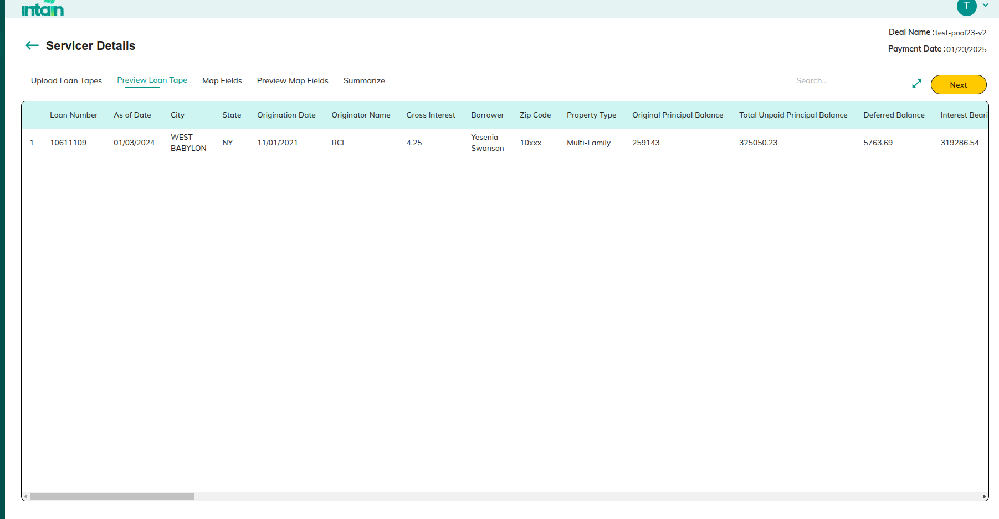 intain
T
Deal Name : test-pool23-v2
Servicer Details
Payment Date : 01/23/2025
Upload Loan Tapes Preview Loan Tape Map Fields Preview Map Fields Summarize Search... Next
Loan Number As of Date City State Origination Date Originator Name Gross Interest Borrower Zip Code Property Type Original Principal Balance Total Unpaid Principal Balance Deferred Balance Interest Beari
1 10611109 01/03/2024 WEST BABYLON NY 11/01/2021 RCF 4.25 Yesenia Swanson 10xxx Multi-Family 259143 325050.23 5763.69 319286.54